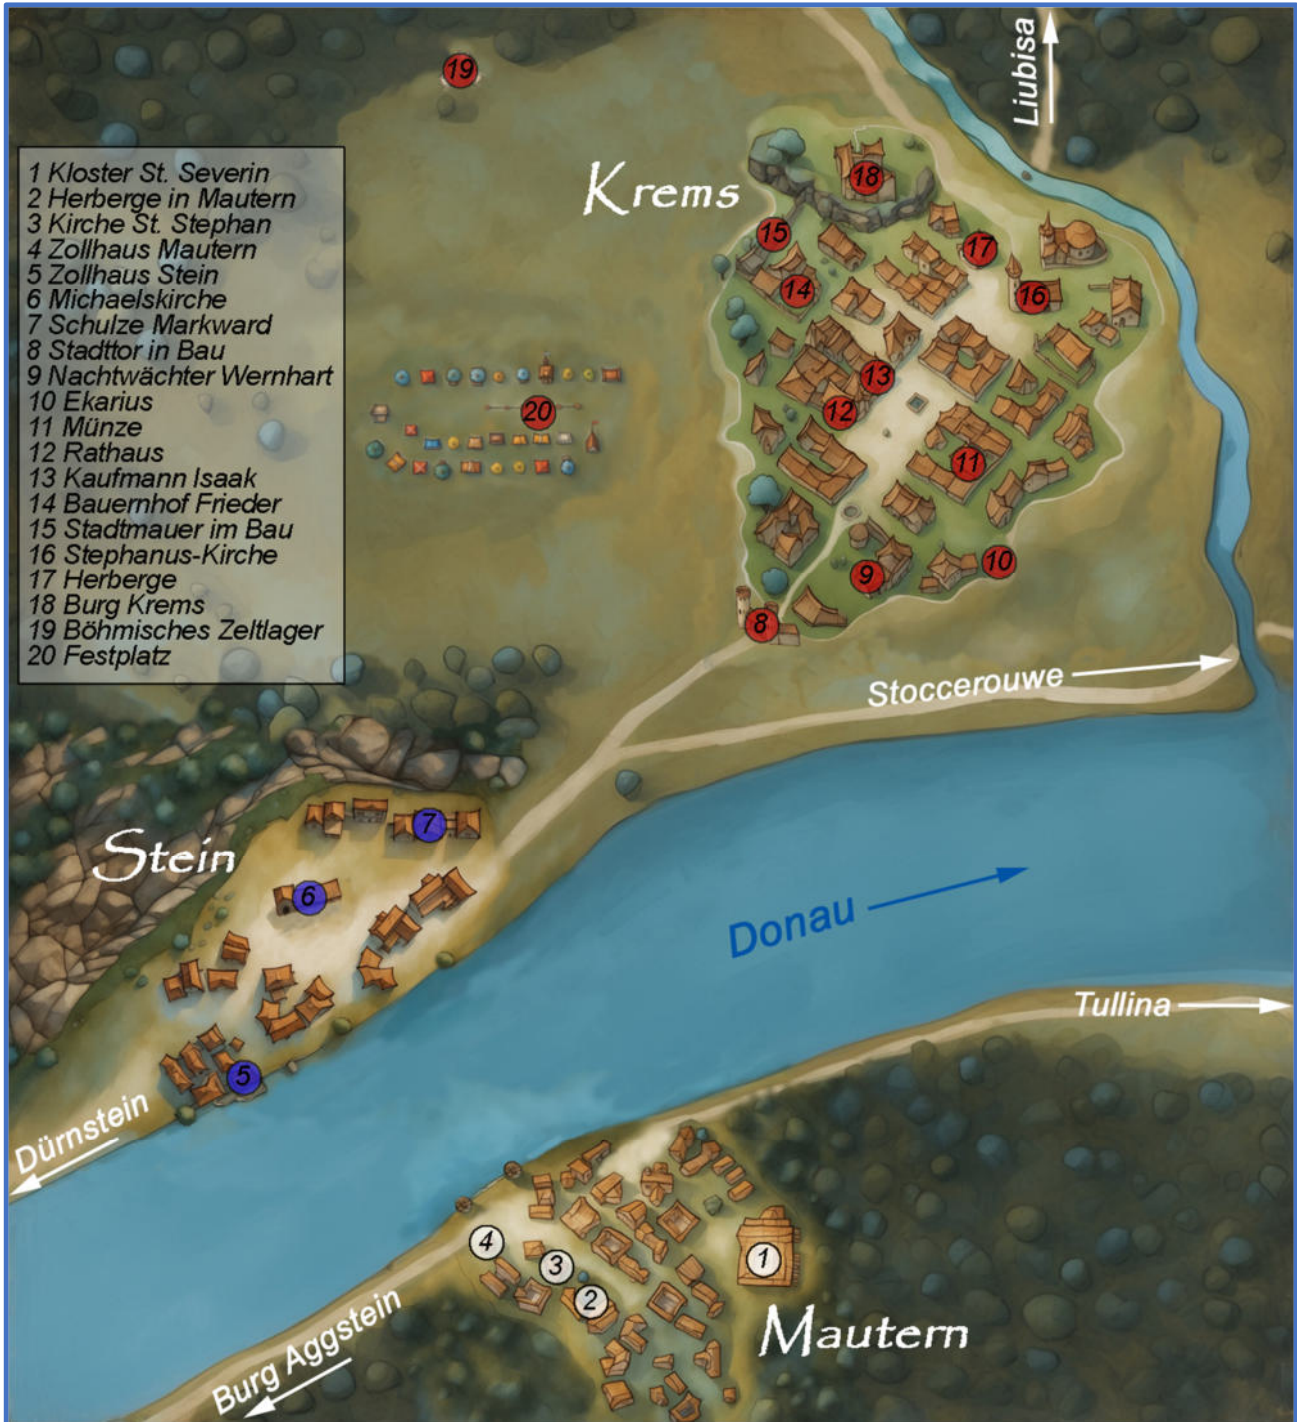 Liubisa
19
1 Kloster St. Severin
2 Herberge in Mautern
3 Kirche St. Stephan
4 Zollhaus Mautern
5 Zollhaus Stein
6 Michaelskirche
7 Schulze Markward
8 Stadttor in Bau
9 Nachtwächter Wernhart
10 Ekarius
11 Münze
12 Rathaus
13 Kaufmann Isaak
14 Bauernhof Frieder
15 Stadtmauer im Bau
16 Stephanus-Kirche
17 Herberge
18 Burg Krems
19 Böhmisches Zeltlager
20 Festplatz
Krems
18
15
17
14
16
13
12
20
11
10
9
8
Stoccerouwe
Stein
7
6
Donau
Tullina
5
Dürnstein
4
3
1
2
Mautern
Burg Aggstein